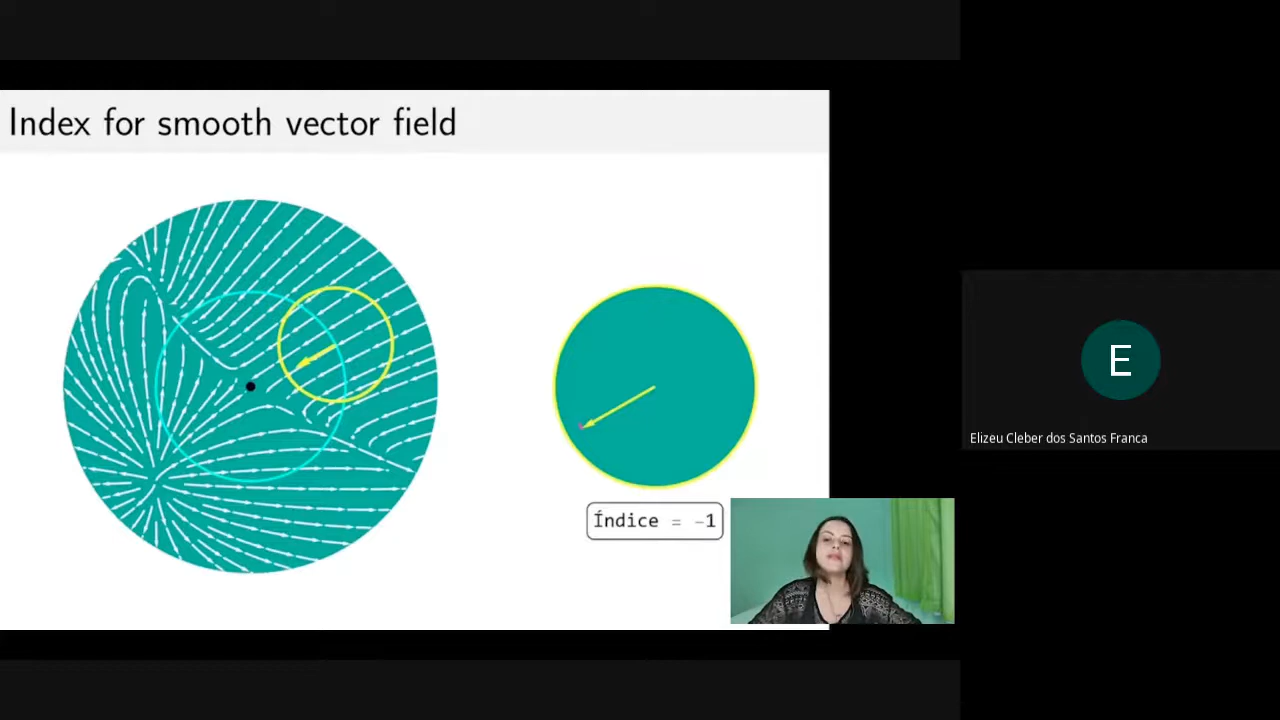 Index for smooth vector field
Índice = -1
E
Elizeu Cleber dos Santos Franca